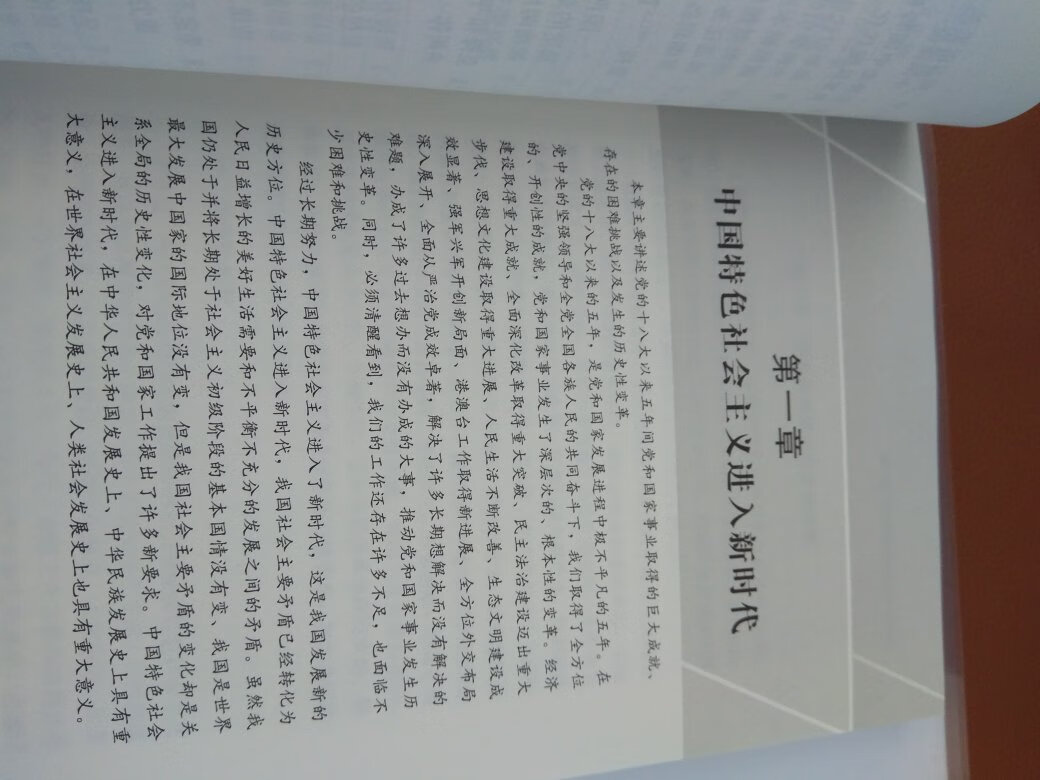 第一章
中国特色社会主义进入新时代
本章主要讲述党的十八大以来五年间党和国家事业取得的巨大成就、
存在的困难挑战以及发生的历史性变革。
党的十八大以来的五年，是党和国家发展进程中极不平凡的五年。在
党中央的坚强领导和全党全国各族人民的共同奋斗下，我们取得了全方位
的、开创性的成就，党和国家事业发生了深层次的、根本性的变革。经济
建设取得重大成就、全面深化改革取得重大突破、民主法治建设迈出重大
步伐、思想文化建设取得重大进展、人民生活不断改善、生态文明建设成
效显著、强军兴军开创新局面、港澳台工作取得新进展、全方位外交布局
深入展开、全面从严治党成效卓著，解决了许多长期想解决而没有解决的
难题，办成了许多过去想办而没有办成的大事，推动党和国家事业发生历
史性变革。同时，必须清醒看到，我们的工作还存在许多不足，也面临不
少困难和挑战。
经过长期努力，中国特色社会主义进入了新时代，这是我国发展新的
历史方位。中国特色社会主义进入新时代，我国社会主要矛盾已经转化为
人民日益增长的美好生活需要和不平衡不充分的发展之间的矛盾。虽然我
国仍处于并将长期处于社会主义初级阶段的基本国情没有变、我国是世界
最大发展中国家的国际地位没有变，但是我国社会主要矛盾的变化却是关
系全局的历史性变化，对党和国家工作提出了许多新要求。中国特色社会
主义进入新时代，在中华人民共和国发展史上、中华民族发展史上具有重
大意义，在世界社会主义发展史上、人类社会发展史上也具有重大意义。